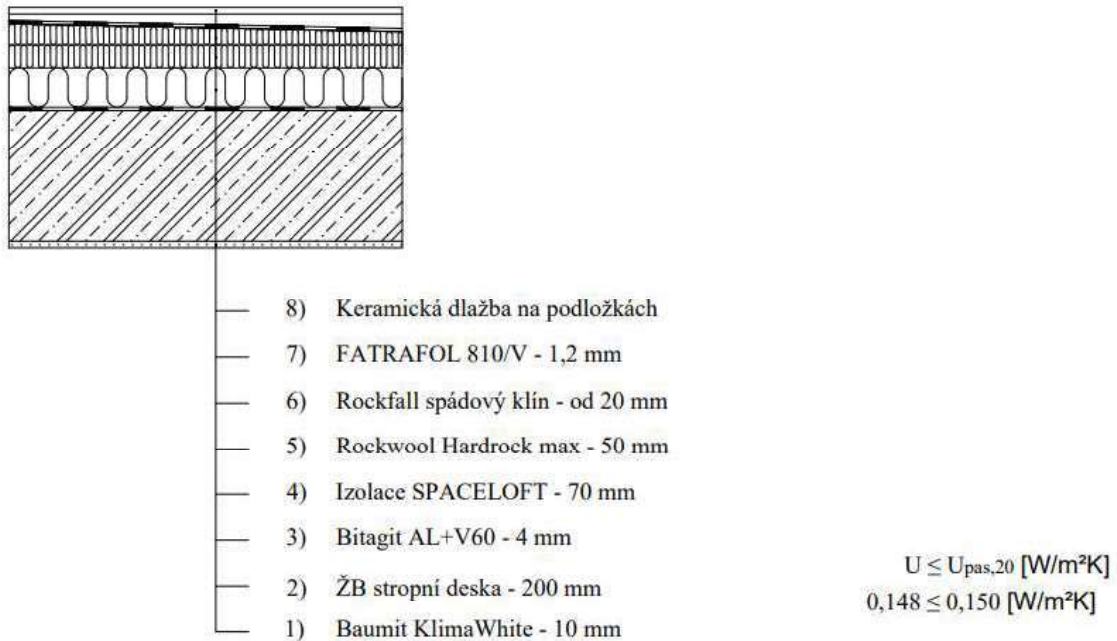 8) Keramická dlažba na podložkách
7) FATRAFOL 810/V - 1,2 mm
6) Rockfall spádový klín - od 20 mm
5) Rockwool Hardrock max - 50 mm
4) Izolace SPACELOFT - 70 mm
3) Bitagit AL+V60 - 4 mm
2) ŽB stropní deska - 200 mm
1) Baumit KlimaWhite - 10 mm
U ≤ Upas,20 [W/m²K]
0,148 ≤ 0,150 [W/m²K]